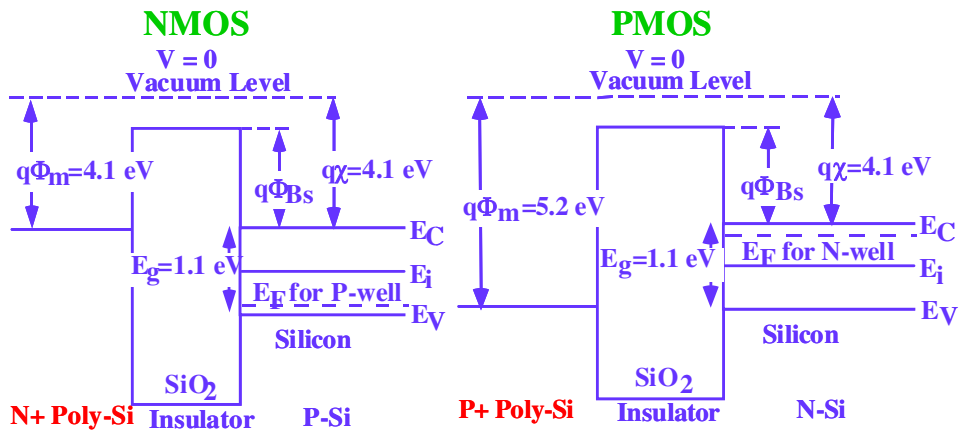 NMOS
V = 0
Vacuum Level
qΦm=4.1 eV
qΦBs
qχ=4.1 eV
EC
Eg=1.1 eV
Ei
EF for P-well
EV
Silicon
SiO2
N+ Poly-Si
Insulator
P-Si
PMOS
V = 0
Vacuum Level
qΦm=5.2 eV
qΦBs
qχ=4.1 eV
EC
Eg=1.1 eV
EF for N-well
Ei
EV
Silicon
SiO2
P+ Poly-Si
Insulator
N-Si